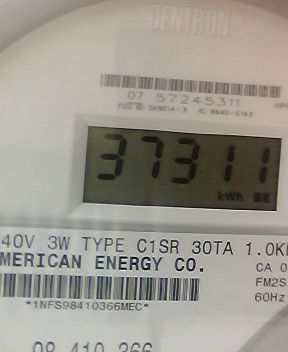 CENTRON
07 57245311
37311
kWh
40V 3W TYPE C1SR 30TA 1.0K
MERICAN ENERGY CO.
CA 0
FM2S
60Hz
*1NFS98410366MEC*
98 410 366